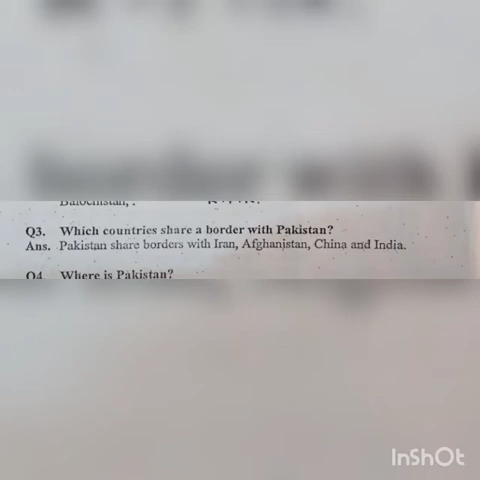 Balochistan, .
Q3. Which countries share a border with Pakistan?
Ans. Pakistan share borders with Iran, Afghanistan, China and India.
Q4 Where is Pakistan?
InShOt